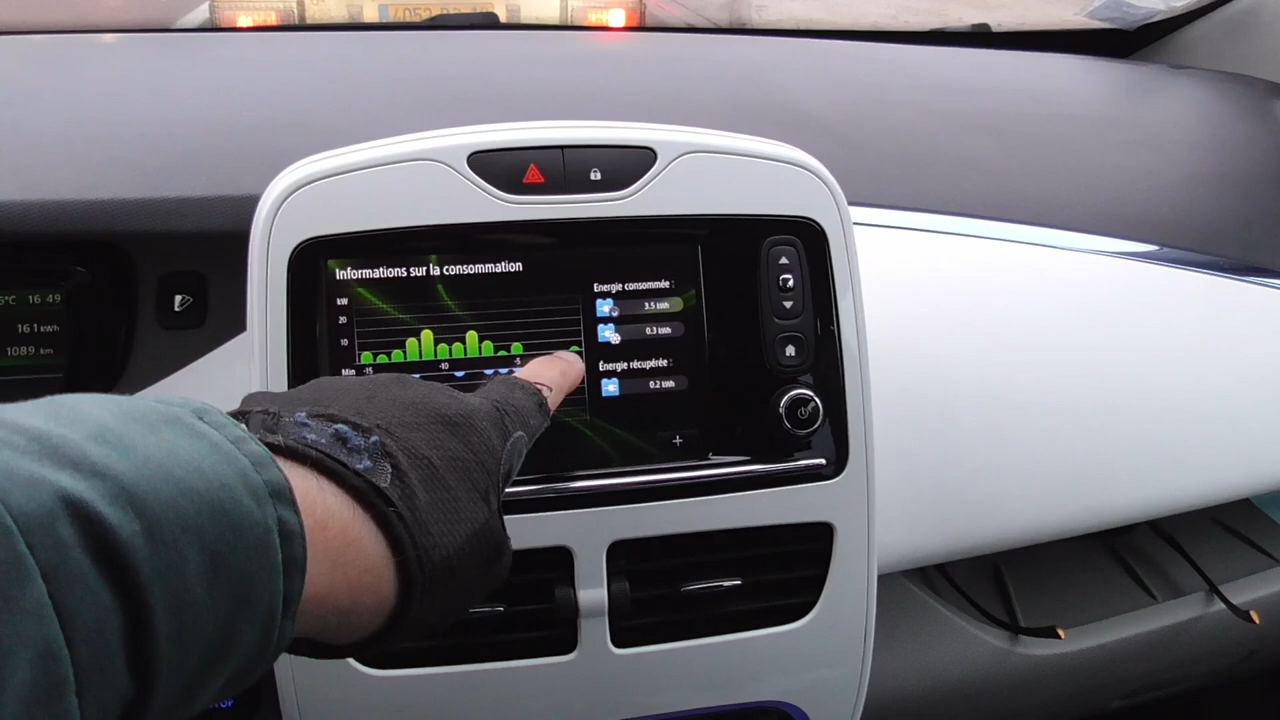 16 49
161 kWh
1089 km
Informations sur la consommation
kW
20
10
Min -15 -10 -5
Energie consommée :
3.5 kWh
0.3 kWh
Énergie récupérée :
0.2 kWh
+